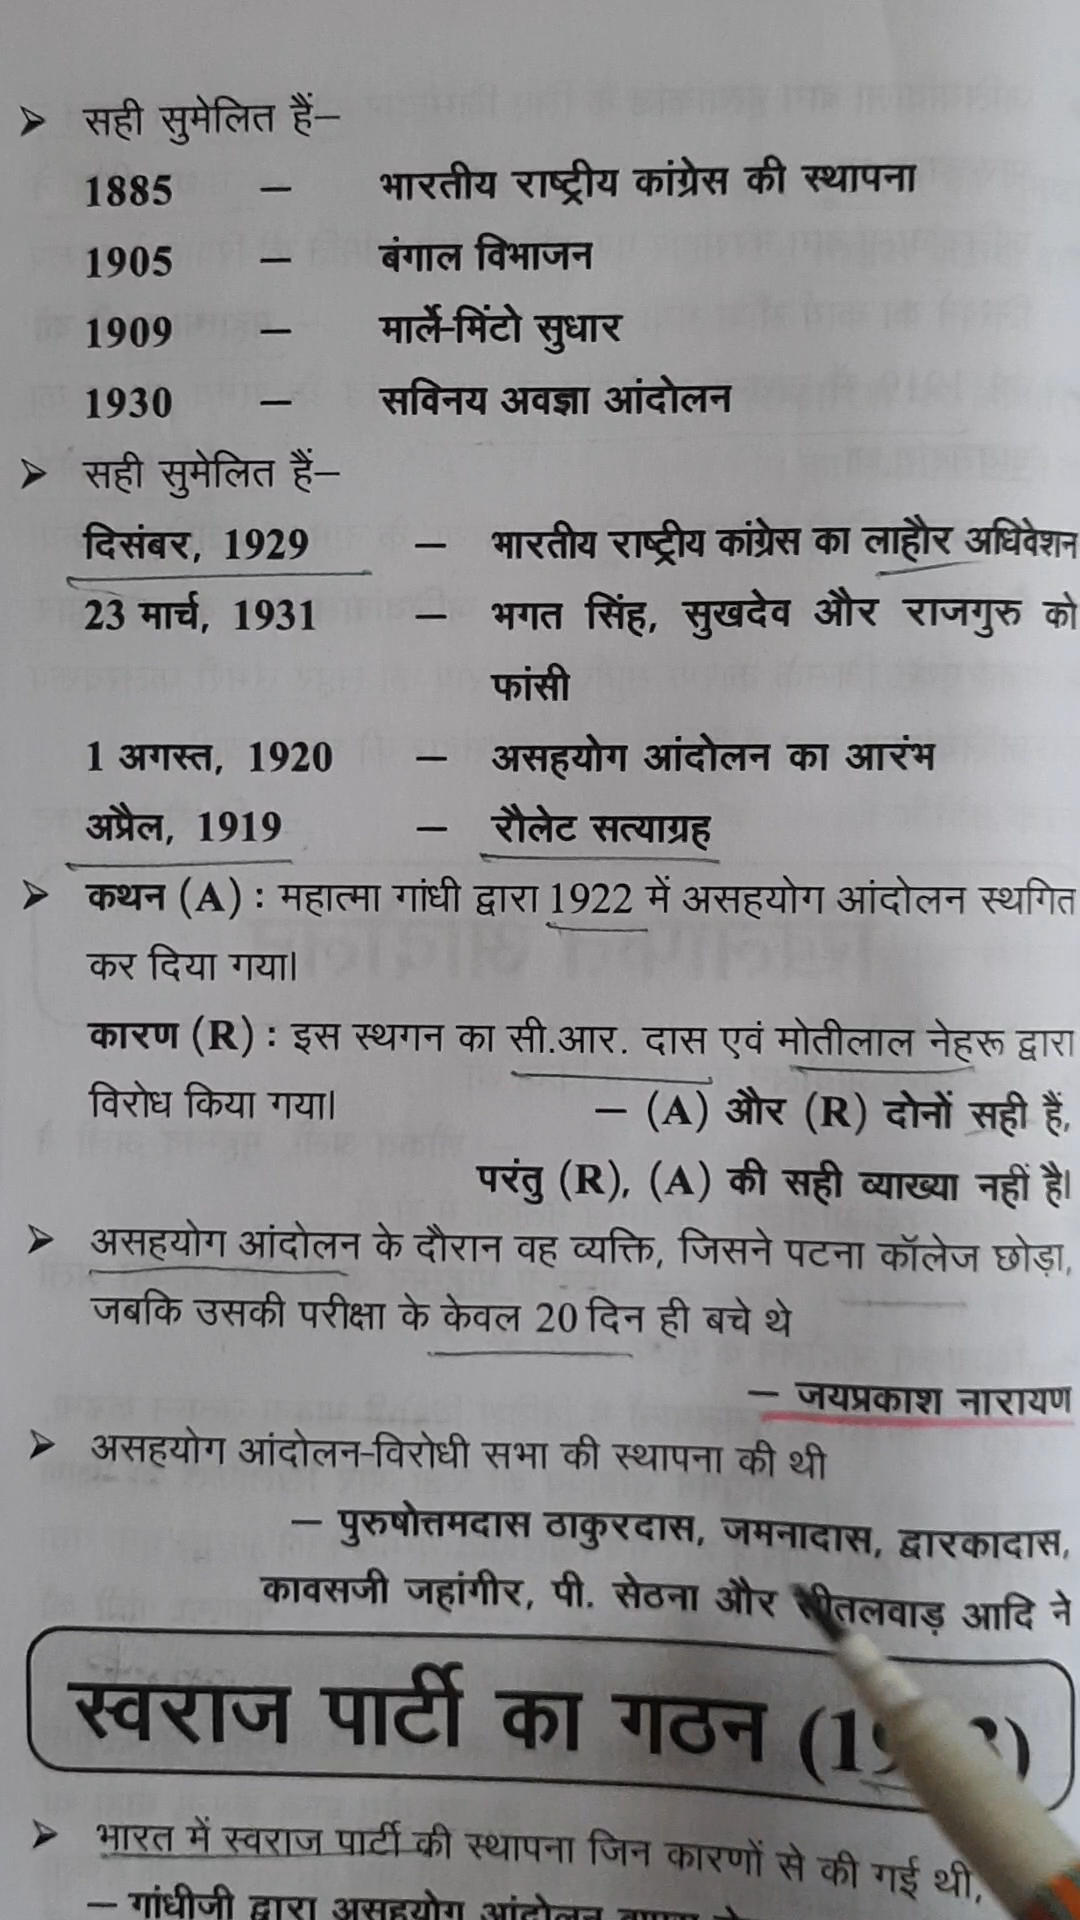 ➤ सही सुमेलित हैं–
1885 – भारतीय राष्ट्रीय कांग्रेस की स्थापना
1905 – बंगाल विभाजन
1909 – मार्ले-मिंटो सुधार
1930 – सविनय अवज्ञा आंदोलन
➤ सही सुमेलित हैं–
दिसंबर, 1929 – भारतीय राष्ट्रीय कांग्रेस का लाहौर अधिवेशन
23 मार्च, 1931 – भगत सिंह, सुखदेव और राजगुरु को
फांसी
1 अगस्त, 1920 – असहयोग आंदोलन का आरंभ
अप्रैल, 1919 – रौलेट सत्याग्रह
➤ कथन (A) : महात्मा गांधी द्वारा 1922 में असहयोग आंदोलन स्थगित
कर दिया गया।
कारण (R) : इस स्थगन का सी.आर. दास एवं मोतीलाल नेहरू द्वारा
विरोध किया गया। – (A) और (R) दोनों सही हैं,
परंतु (R), (A) की सही व्याख्या नहीं है।
➤ असहयोग आंदोलन के दौरान वह व्यक्ति, जिसने पटना कॉलेज छोड़ा,
जबकि उसकी परीक्षा के केवल 20 दिन ही बचे थे
– जयप्रकाश नारायण
➤ असहयोग आंदोलन-विरोधी सभा की स्थापना की थी
– पुरुषोत्तमदास ठाकुरदास, जमनादास, द्वारकादास,
कावसजी जहांगीर, पी. सेठना और सीतलवाड़ आदि ने
स्वराज पार्टी का गठन
➤ भारत में स्वराज पार्टी की स्थापना जिन कारणों से की गई थी,
– गांधीजी द्वारा असहयोग आंदोलन